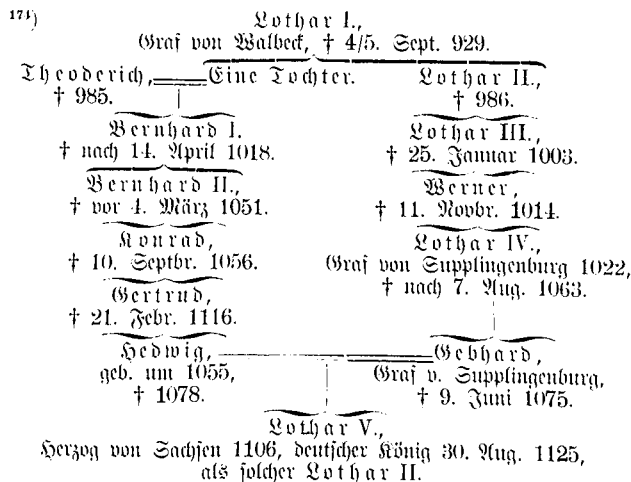 174)
Lothar I.,
Graf von Walbeck, † 4/5. Sept. 929.
Theoderich, Eine Tochter. Lothar II.,
† 985. † 986.
Bernhard I. Lothar III.,
† nach 14. April 1018. † 25. Januar 1003.
Bernhard II., Werner,
† vor 4. März 1051. † 11. Novbr. 1014.
Konrad, Lothar IV.,
† 10. Septbr. 1056. Graf von Supplingenburg 1022,
Gertrud, † nach 7. Aug. 1063.
† 21. Febr. 1116.
Hedwig, Gebhard,
geb. um 1055, Graf v. Supplingenburg,
† 1078. † 9. Juni 1075.
Lothar V.,
Herzog von Sachsen 1106, deutscher König 30. Aug. 1125,
als solcher Lothar II.